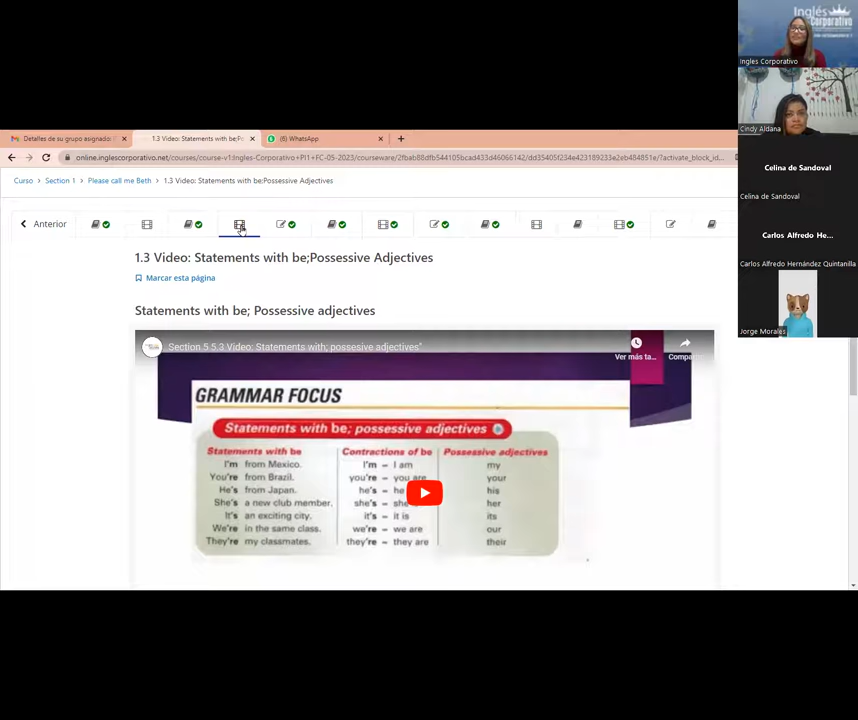 Inglés
Corporativo
Ingles Corporativo
Cindy Aldana
Celina de Sandoval
Celina de Sandoval
Carlos Alfredo He...
Carlos Alfredo Hernández Quintanilla
Jorge Morales
Detalles de su grupo asignado:
1.3 Video: Statements with be;Po
(6) WhatsApp
online.inglescorporativo.net/courses/course-v1:Ingles-Corporativo+PI1+FC-05-2023/courseware/2fbab88dfb544105bcad433d46066142/dd35405f234e423189233e2eb484851e/?activate_block_id...
Curso > Section 1 > Please call me Beth > 1.3 Video: Statements with be;Possessive Adjectives
Anterior
1.3 Video: Statements with be;Possessive Adjectives
Marcar esta página
Statements with be; Possessive adjectives
Section 5 5.3 Video: Statements with; possesive adjectives"
Ver más ta...
Compa
GRAMMAR FOCUS
Statements with be; possessive adjectives
Statements with be Contractions of be Possessive adjectives
I'm from Mexico. I'm – I am my
You're from Brazil. you're – you are your
He's from Japan. he's – he his
She's a new club member. she's – she her
It's an exciting city. it's – it is its
We're in the same class. we're – we are our
They're my classmates. they're – they are their